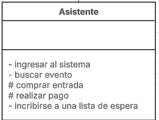 Asistente
- ingresar al sistema
- buscar evento
# comprar entrada
# realizar pago
- incribirse a una lista de espera